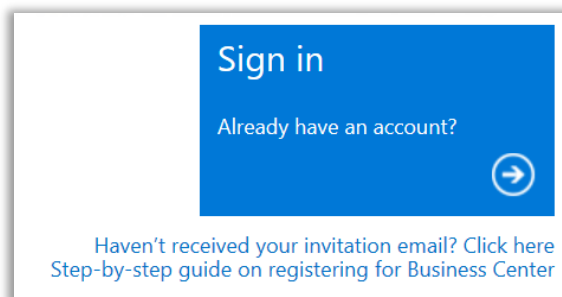 Sign in
Already have an account?
Haven’t received your invitation email? Click here
Step-by-step guide on registering for Business Center